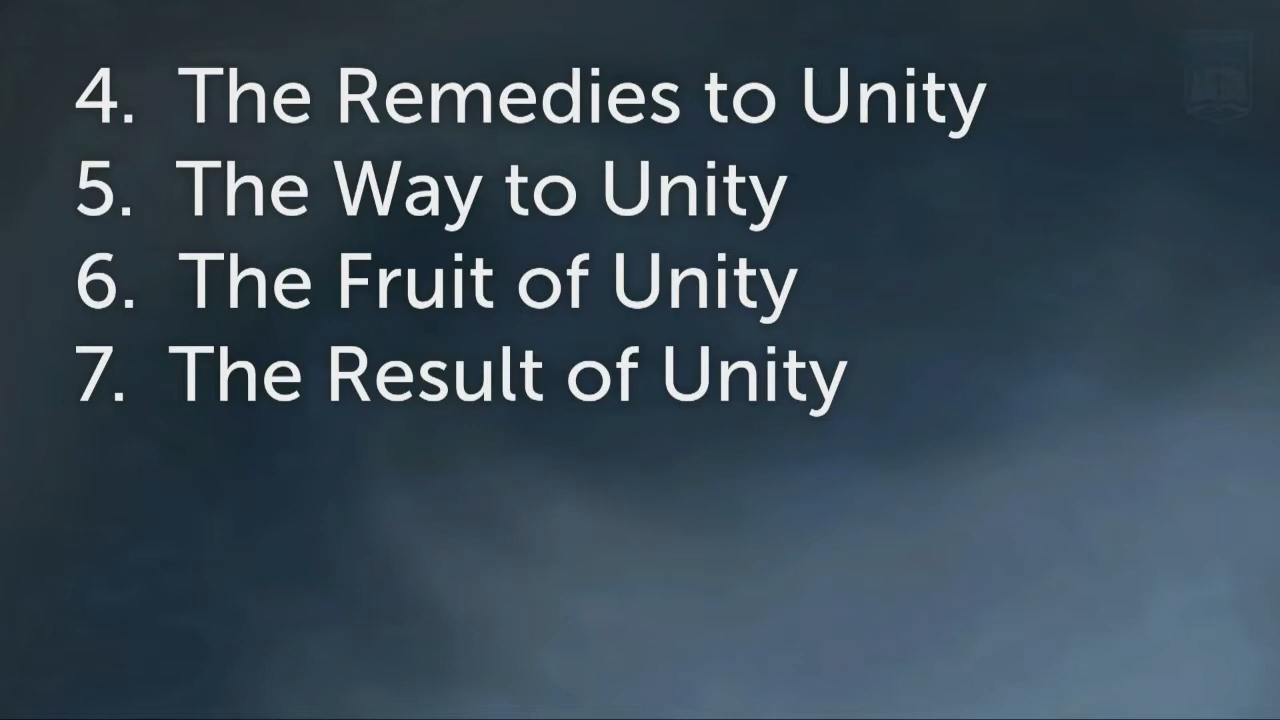 4. The Remedies to Unity
5. The Way to Unity
6. The Fruit of Unity
7. The Result of Unity